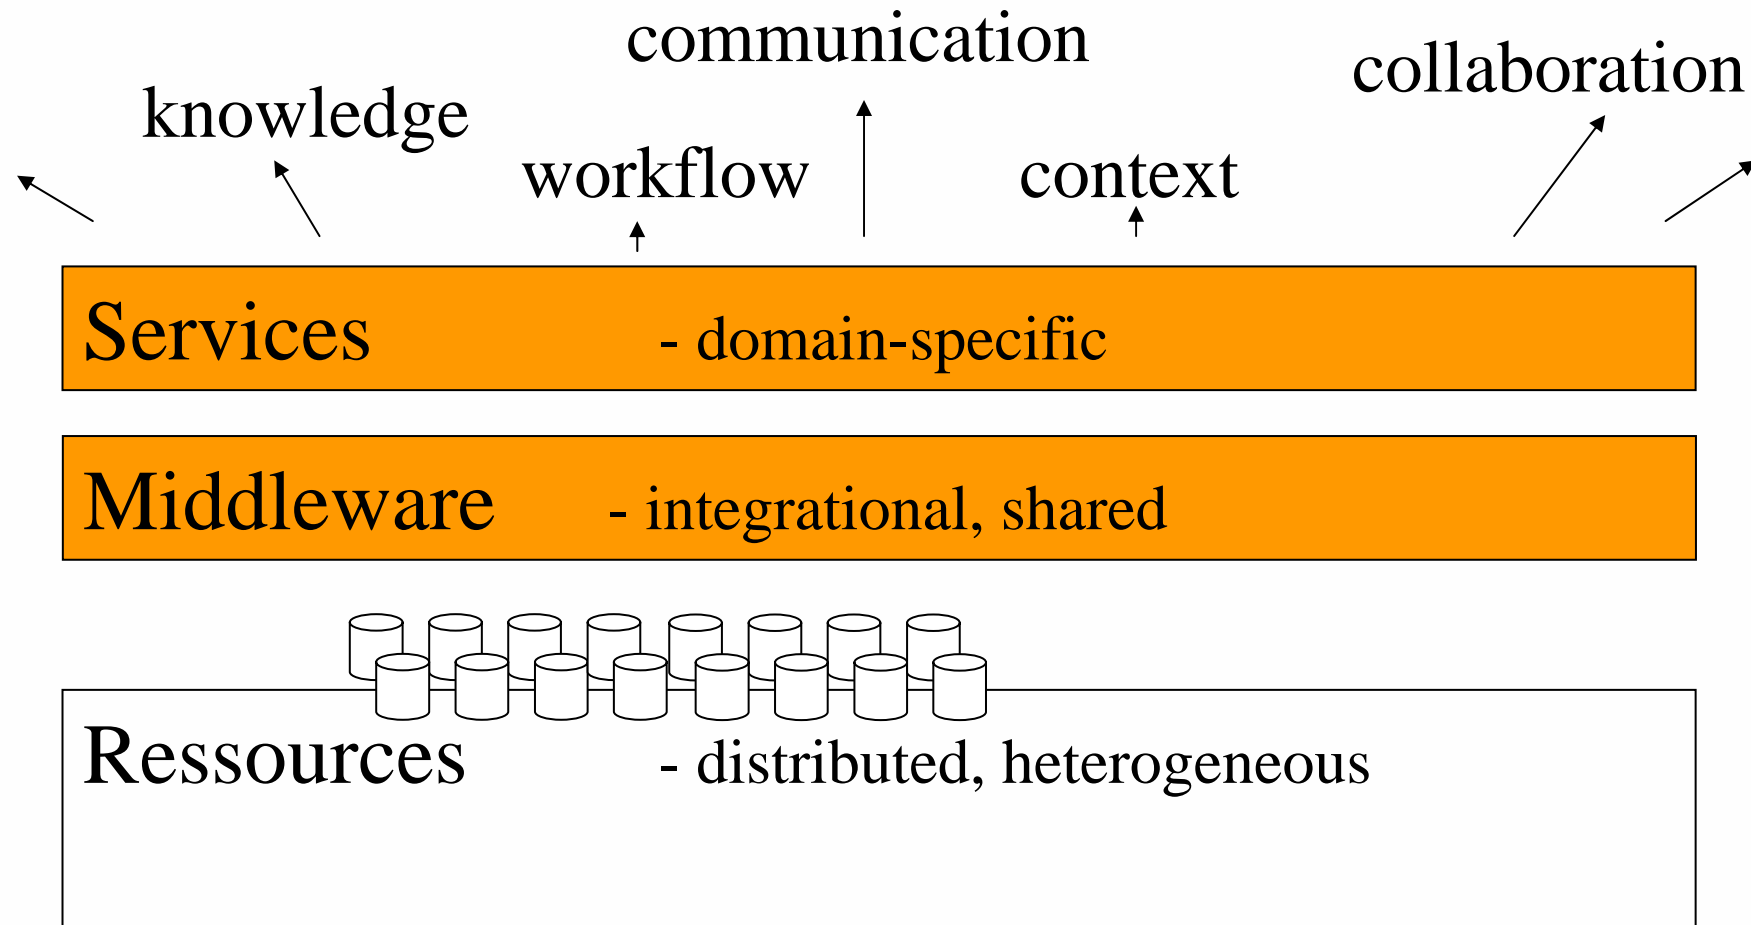 communication
collaboration
knowledge
workflow
context
Services - domain-specific
Middleware - integrational, shared
Ressources - distributed, heterogeneous